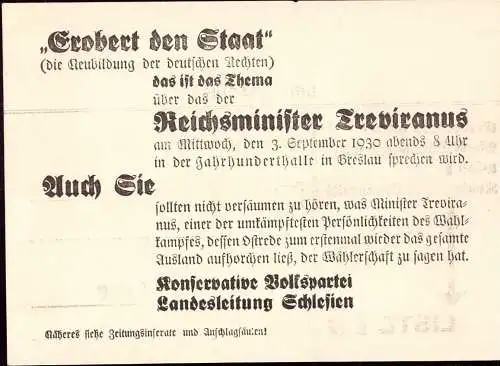 „Erobert den Staat“
(die Neubildung der deutschen Rechten)
das ist das Thema
über das der
Reichsminister Treviranus
am Mittwoch, den 3. September 1930 abends 8 Uhr
in der Jahrhunderthalle in Breslau sprechen wird.
Auch Sie
sollten nicht versäumen zu hören, was Minister Trevira-
nus, einer der umkämpftesten Persönlichkeiten des Wahl-
kampfes, dessen Ostrede zum erstenmal wieder das gesamte
Ausland aufhorchen ließ, der Wählerschaft zu sagen hat.
Konservative Volkspartei
Landesleitung Schlesien
Näheres siehe Zeitungsinserate und Anschlagsäulen!